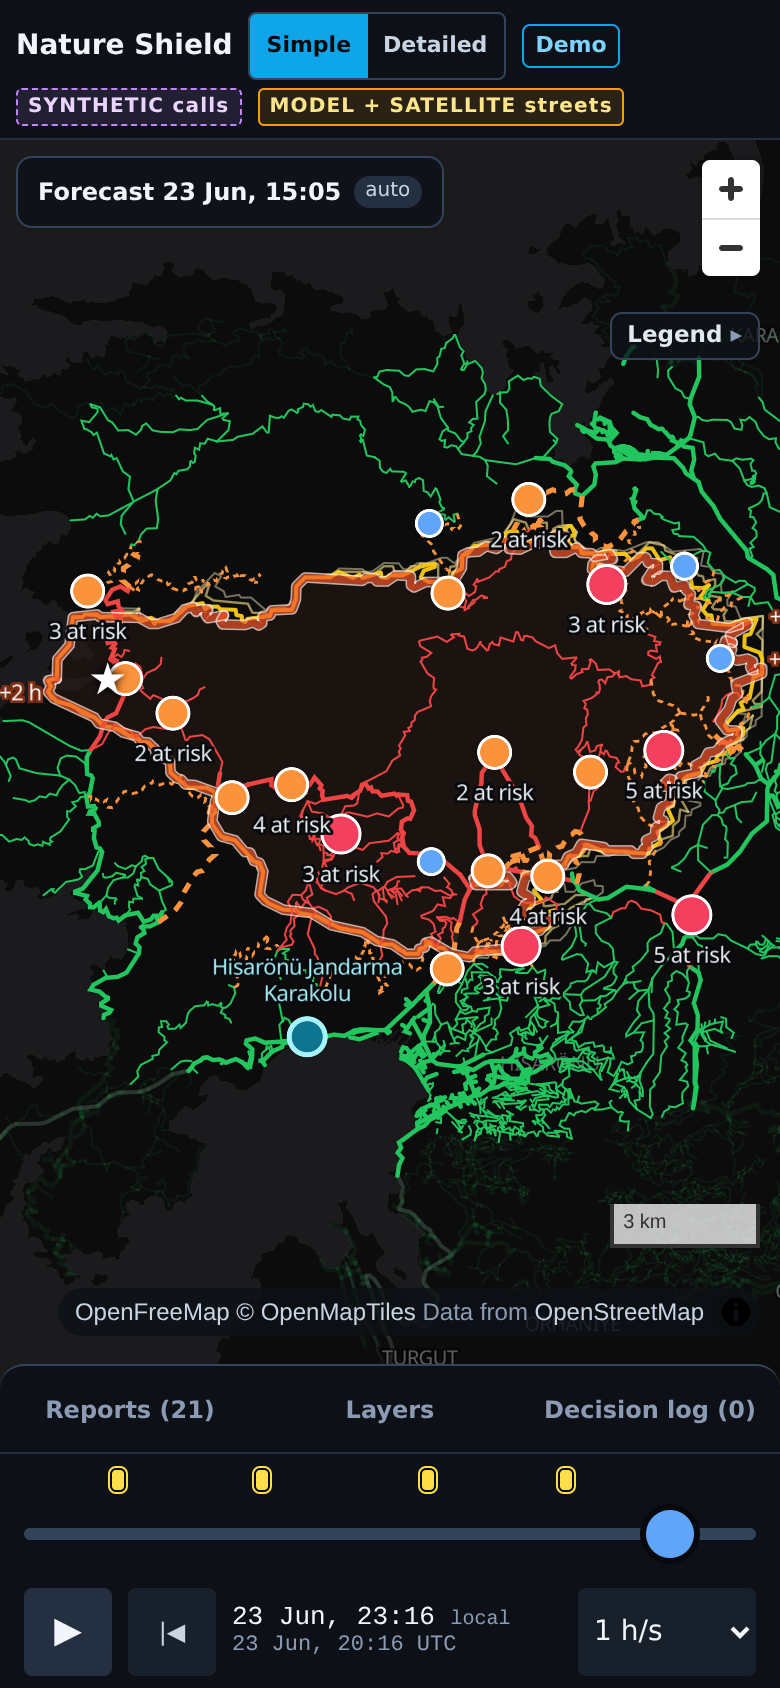 Nature Shield
Simple
Detailed
Demo
SYNTHETIC calls
MODEL + SATELLITE streets
Forecast 23 Jun, 15:05 auto
+
−
Legend ▸
2 at risk
3 at risk
3 at risk
+2 h
2 at risk
2 at risk
5 at risk
4 at risk
3 at risk
4 at risk
5 at risk
3 at risk
Hisarönü Jandarma
Karakolu
3 km
OpenFreeMap © OpenMapTiles Data from OpenStreetMap
ORHANİYE
TURGUT
Reports (21)
Layers
Decision log (0)
23 Jun, 23:16 local
23 Jun, 20:16 UTC
1 h/s